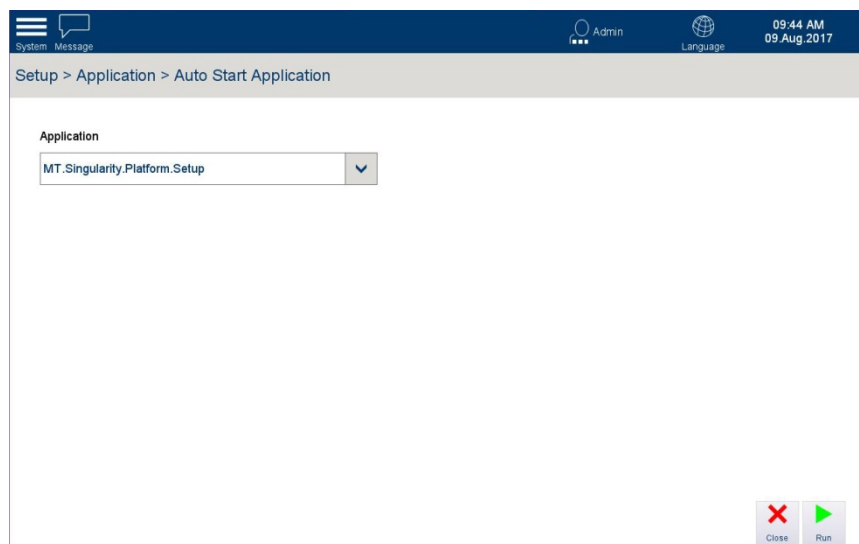 System Message
Admin
Language
09:44 AM
09.Aug.2017
Setup > Application > Auto Start Application
Application
MT.Singularity.Platform.Setup
Close Run